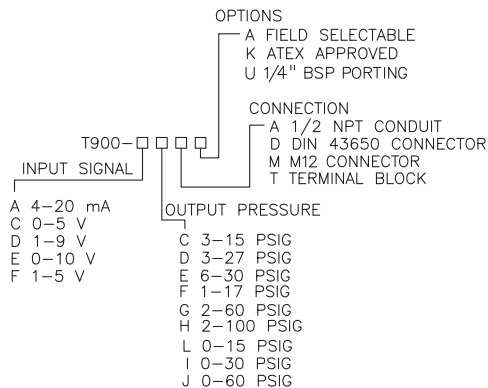 OPTIONS
A FIELD SELECTABLE
K ATEX APPROVED
U 1/4" BSP PORTING
CONNECTION
A 1/2 NPT CONDUIT
D DIN 43650 CONNECTOR
M M12 CONNECTOR
T TERMINAL BLOCK
T900-
INPUT SIGNAL
A 4-20 mA
C 0-5 V
D 1-9 V
E 0-10 V
F 1-5 V
OUTPUT PRESSURE
C 3-15 PSIG
D 3-27 PSIG
E 6-30 PSIG
F 1-17 PSIG
G 2-60 PSIG
H 2-100 PSIG
L 0-15 PSIG
I 0-30 PSIG
J 0-60 PSIG